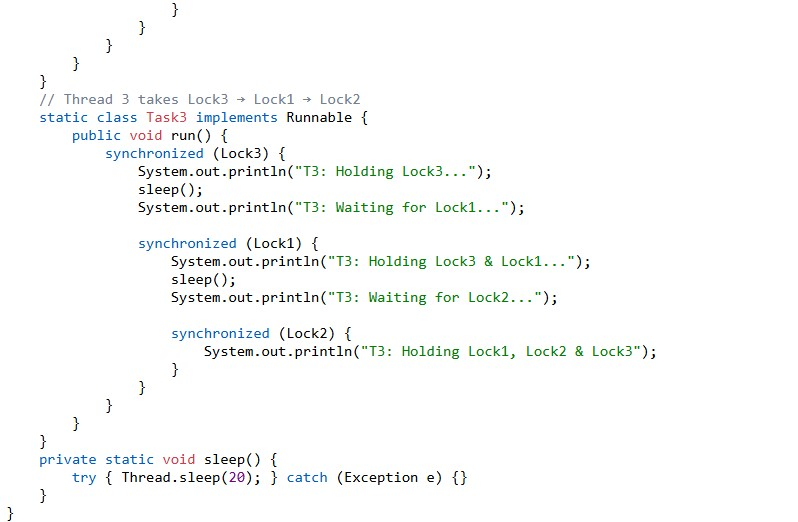 }
}
}
}
}
// Thread 3 takes Lock3 → Lock1 → Lock2
static class Task3 implements Runnable {
public void run() {
synchronized (Lock3) {
System.out.println("T3: Holding Lock3...");
sleep();
System.out.println("T3: Waiting for Lock1...");
synchronized (Lock1) {
System.out.println("T3: Holding Lock3 & Lock1...");
sleep();
System.out.println("T3: Waiting for Lock2...");
synchronized (Lock2) {
System.out.println("T3: Holding Lock1, Lock2 & Lock3");
}
}
}
}
}
private static void sleep() {
try { Thread.sleep(20); } catch (Exception e) {}
}
}